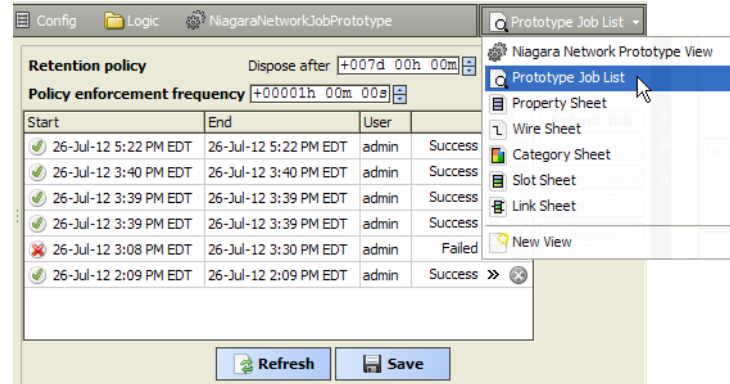 Config Logic NiagaraNetworkJobPrototype Prototype Job List
Retention policy Dispose after +007d 00h 00m
Policy enforcement frequency +00001h 00m 00s
Start End User
26-Jul-12 5:22 PM EDT 26-Jul-12 5:22 PM EDT admin Success
26-Jul-12 3:40 PM EDT 26-Jul-12 3:40 PM EDT admin Success
26-Jul-12 3:39 PM EDT 26-Jul-12 3:39 PM EDT admin Success
26-Jul-12 3:39 PM EDT 26-Jul-12 3:39 PM EDT admin Success
26-Jul-12 3:08 PM EDT 26-Jul-12 3:30 PM EDT admin Failed
26-Jul-12 2:09 PM EDT 26-Jul-12 2:09 PM EDT admin Success »
Refresh Save
Niagara Network Prototype View
Prototype Job List
Property Sheet
Wire Sheet
Category Sheet
Slot Sheet
Link Sheet
New View